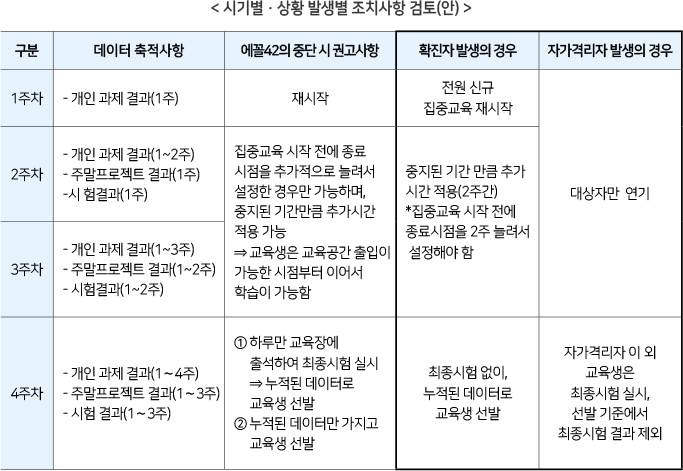 < 시기별 · 상황 발생별 조치사항 검토(안) >
구분
데이터 축적사항
에꼴42의 중단 시 권고사항
확진자 발생의 경우
자가격리자 발생의 경우
1주차
- 개인 과제 결과(1주)
재시작
전원 신규
집중교육 재시작
2주차
- 개인 과제 결과(1~2주)
- 주말프로젝트 결과(1주)
-시 험결과(1주)
집중교육 시작 전에 종료
시점을 추가적으로 늘려서
설정한 경우만 가능하며,
중지된 기간만큼 추가시간
적용 가능
⇒ 교육생은 교육공간 출입이
가능한 시점부터 이어서
학습이 가능함
중지된 기간 만큼 추가
시간 적용(2주간)
*집중교육 시작 전에
종료시점을 2주 늘려서
설정해야 함
대상자만 연기
3주차
- 개인 과제 결과(1~3주)
- 주말프로젝트 결과(1~2주)
- 시험결과(1~2주)
4주차
- 개인 과제 결과(1~4주)
- 주말프로젝트 결과(1~3주)
- 시험 결과(1~3주)
① 하루만 교육장에
출석하여 최종시험 실시
⇒ 누적된 데이터로
교육생 선발
② 누적된 데이터만 가지고
교육생 선발
최종시험 없이,
누적된 데이터로
교육생 선발
자가격리자 이 외
교육생은
최종시험 실시,
선발 기준에서
최종시험 결과 제외